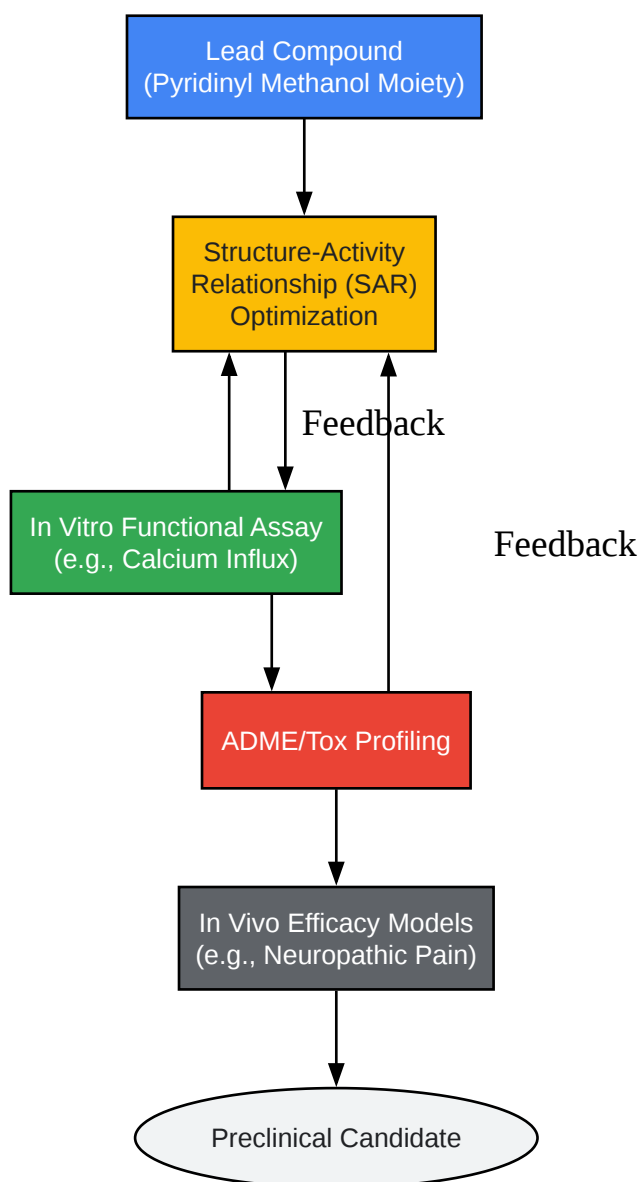 Lead Compound
(Pyridinyl Methanol Moiety)
Structure-Activity
Relationship (SAR)
Optimization
Feedback
In Vitro Functional Assay
(e.g., Calcium Influx)
Feedback
ADME/Tox Profiling
In Vivo Efficacy Models
(e.g., Neuropathic Pain)
Preclinical Candidate